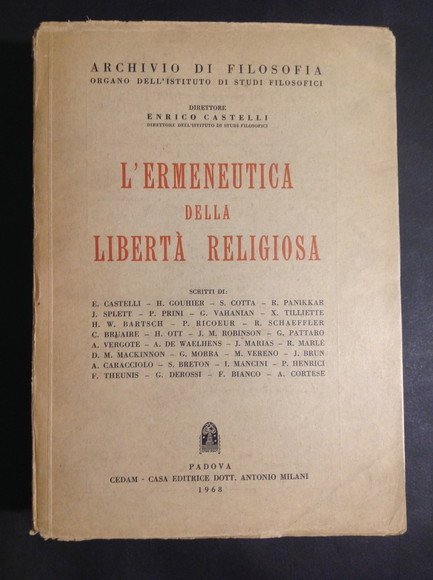 ARCHIVIO DI FILOSOFIA
ORGANO DELL'ISTITUTO DI STUDI FILOSOFICI
DIRETTORE
ENRICO CASTELLI
DIRETTORE DELL'ISTITUTO DI STUDI FILOSOFICI
L'ERMENEUTICA
DELLA
LIBERTÀ RELIGIOSA
SCRITTI DI:
E. CASTELLI – H. GOUHIER – S. COTTA – R. PANIKKAR
J. SPLETT – P. PRINI – G. VAHANIAN – X. TILLIETTE
H. W. BARTSCH – P. RICOEUR – R. SCHAEFFLER
C. BRUAIRE – H. OTT – J. M. ROBINSON – G. PATTARO
A. VERGOTE – A. DE WAELHENS – J. MARIAS – R. MARLÉ
D. M. MACKINNON – G. MORRA – M. VERENO – J. BRUN
A. CARACCIOLO – S. BRETON – I. MANCINI – P. HENRICI
F. THEUNIS – G. DEROSSI – F. BIANCO – A. CORTESE
PADOVA
CEDAM - CASA EDITRICE DOTT. ANTONIO MILANI
1968